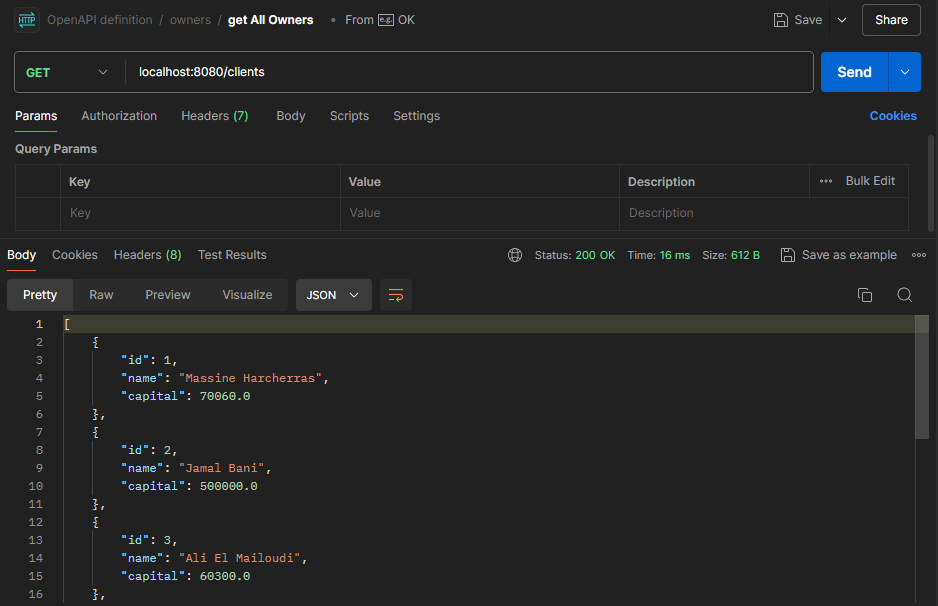 HTTP OpenAPI definition / owners / get All Owners • From e.g. OK Save Share
GET localhost:8080/clients Send
Params Authorization Headers (7) Body Scripts Settings Cookies
Query Params
Key Value Description ••• Bulk Edit
Key Value Description
Body Cookies Headers (8) Test Results Status: 200 OK Time: 16 ms Size: 612 B Save as example •••
Pretty Raw Preview Visualize JSON
1 [
2 {
3 "id": 1,
4 "name": "Massine Harcherras",
5 "capital": 70060.0
6 },
7 {
8 "id": 2,
9 "name": "Jamal Bani",
10 "capital": 500000.0
11 },
12 {
13 "id": 3,
14 "name": "Ali El Mailoudi",
15 "capital": 60300.0
16 },